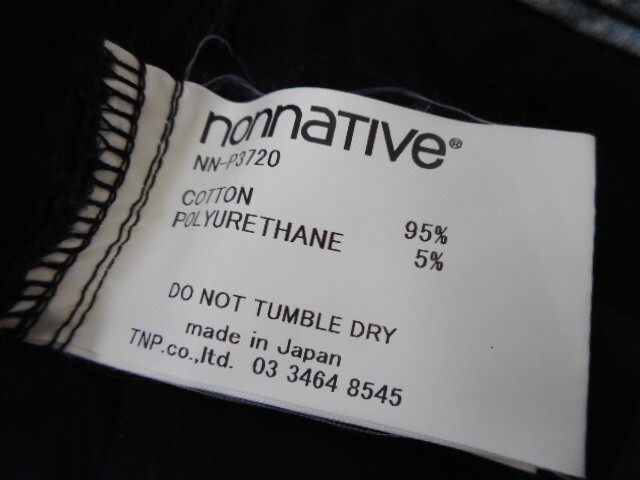 nonnative®
NN-P3720
COTTON 95%
POLYURETHANE 5%
DO NOT TUMBLE DRY
made in Japan
TNP.co.,ltd. 03 3464 8545